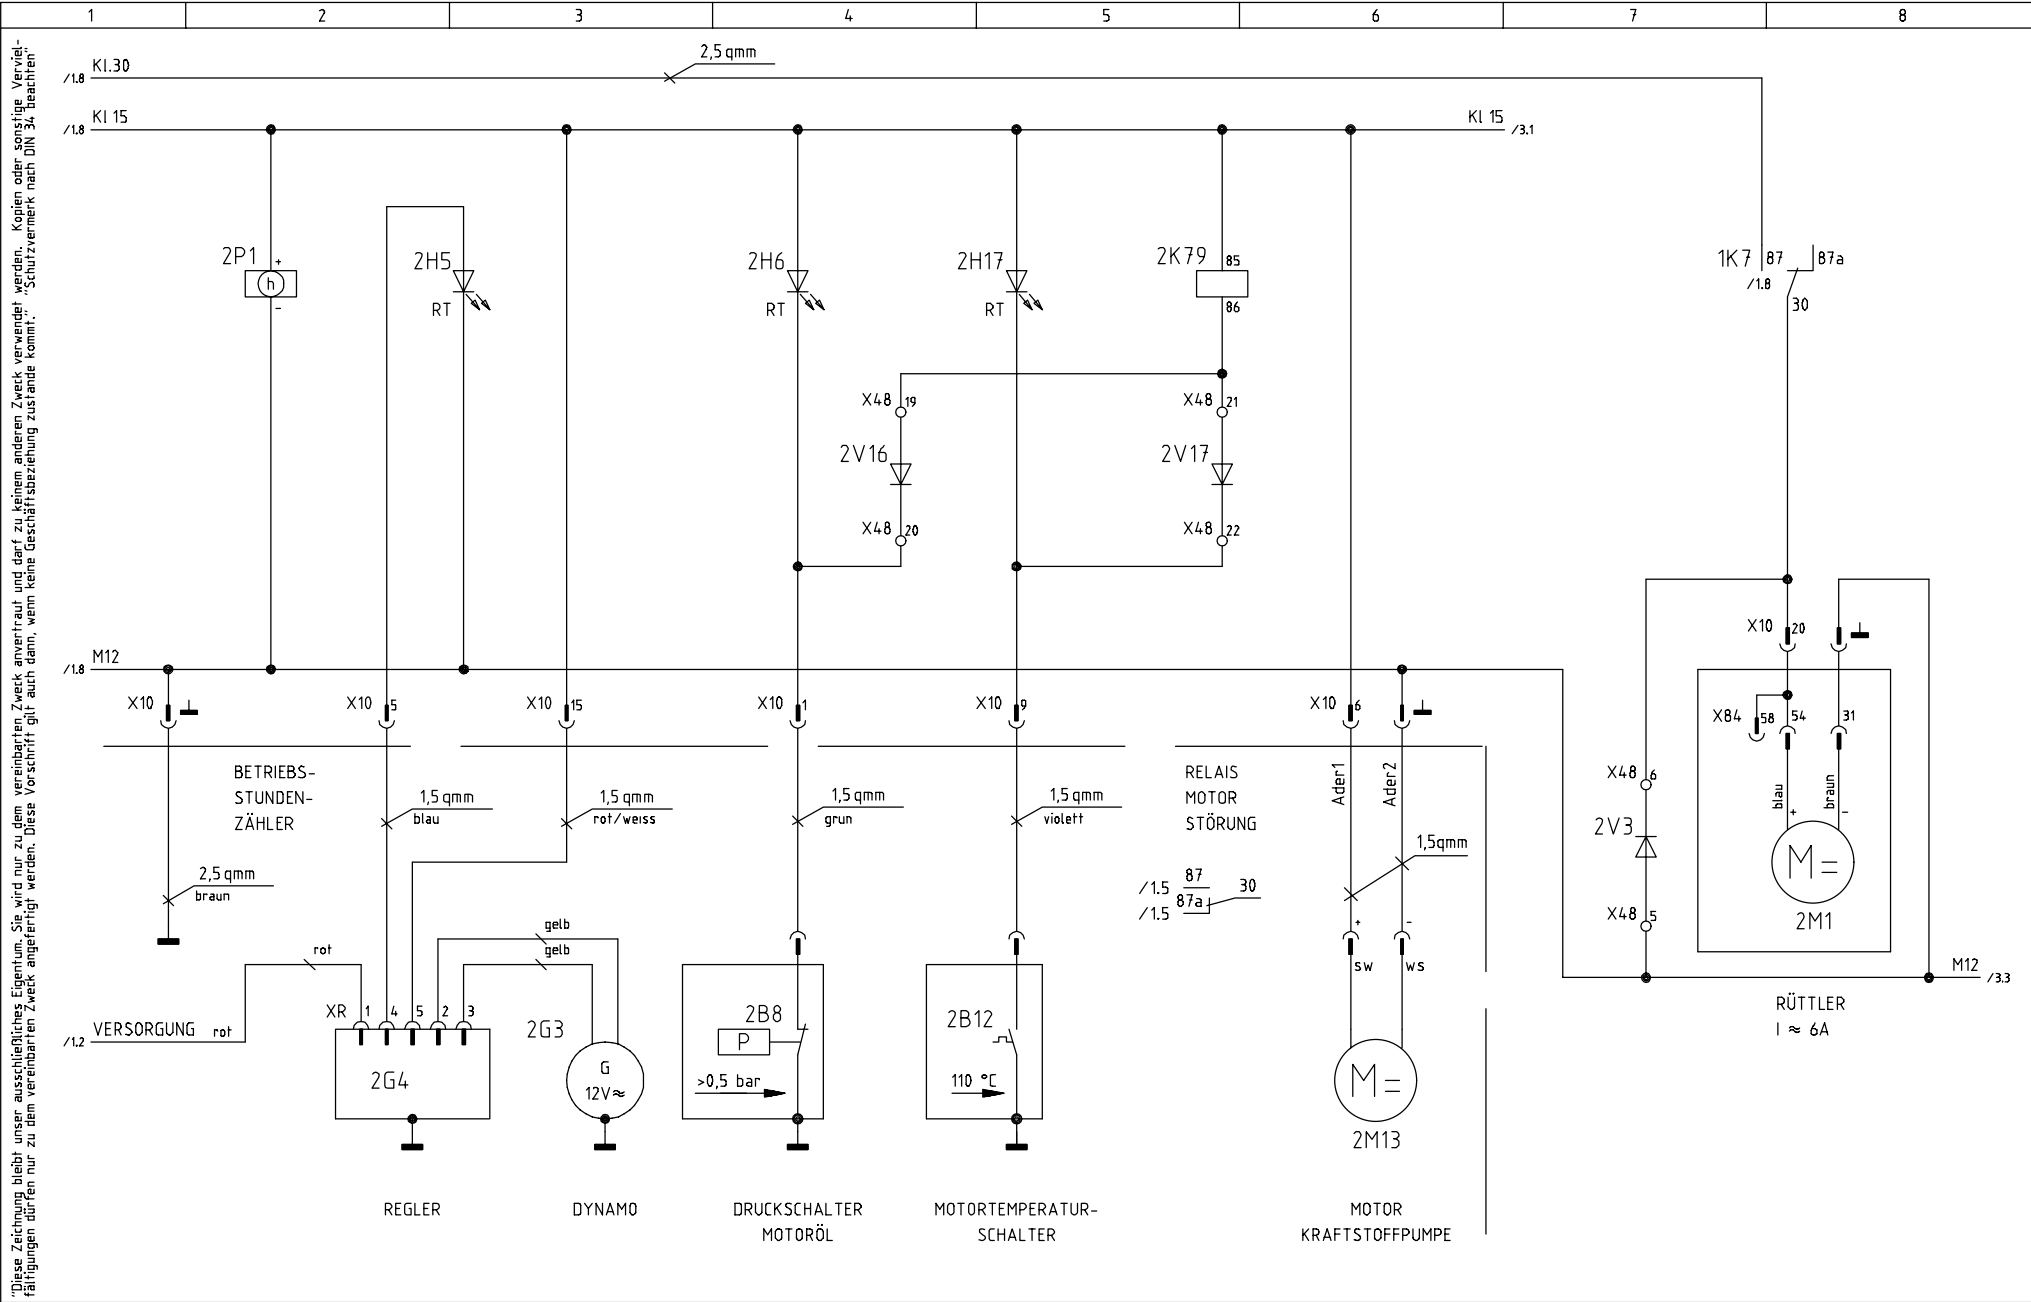 1 2 3 4 5 6 7 8
"Diese Zeichnung bleibt unser ausschließliches Eigentum. Sie wird nur zu dem vereinbarten Zweck anvertraut und darf zu keinem anderen Zweck verwendet werden. Kopien oder sonstige Verviel-
fältigungen dürfen nur zu dem vereinbarten Zweck angefertigt werden. Diese Vorschrift gilt auch dann, wenn keine Geschäftsbeziehung zustande kommt." "Schutzvermerk nach DIN 34 beachten"
2,5 qmm
/1.8 Kl.30
/1.8 Kl 15
Kl 15 /3.1
2P1 + h -
2H5
RT
2H6
RT
2H17
RT
2K79 85
86
1K7 87 87a
/1.8
30
X48 19
X48 21
2V16
2V17
X48 20
X48 22
X10 20
/1.8 M12
X10
X10 5
X10 15
X10 1
X10 9
X10 6
X84 58 54 31
BETRIEBS-
STUNDEN-
ZÄHLER
1,5 qmm
blau
1,5 qmm
rot/weiss
1,5 qmm
grun
1,5 qmm
violett
RELAIS
MOTOR
STÖRUNG
Ader1
Ader2
1,5qmm
X48 6
blau
braun
+ -
2V3
M=
2M1
X48 5
2,5 qmm
braun
/1.5 87 30
/1.5 87a
+ -
sw ws
gelb
gelb
rot
M12 /3.3
RÜTTLER
I ≈ 6A
XR 1 4 5 2 3
/1.2 VERSORGUNG rot
2G4
2G3
G
12V≈
2B8
P
>0,5 bar
2B12
110 °C
M=
2M13
REGLER
DYNAMO
DRUCKSCHALTER
MOTORÖL
MOTORTEMPERATUR-
SCHALTER
MOTOR
KRAFTSTOFFPUMPE